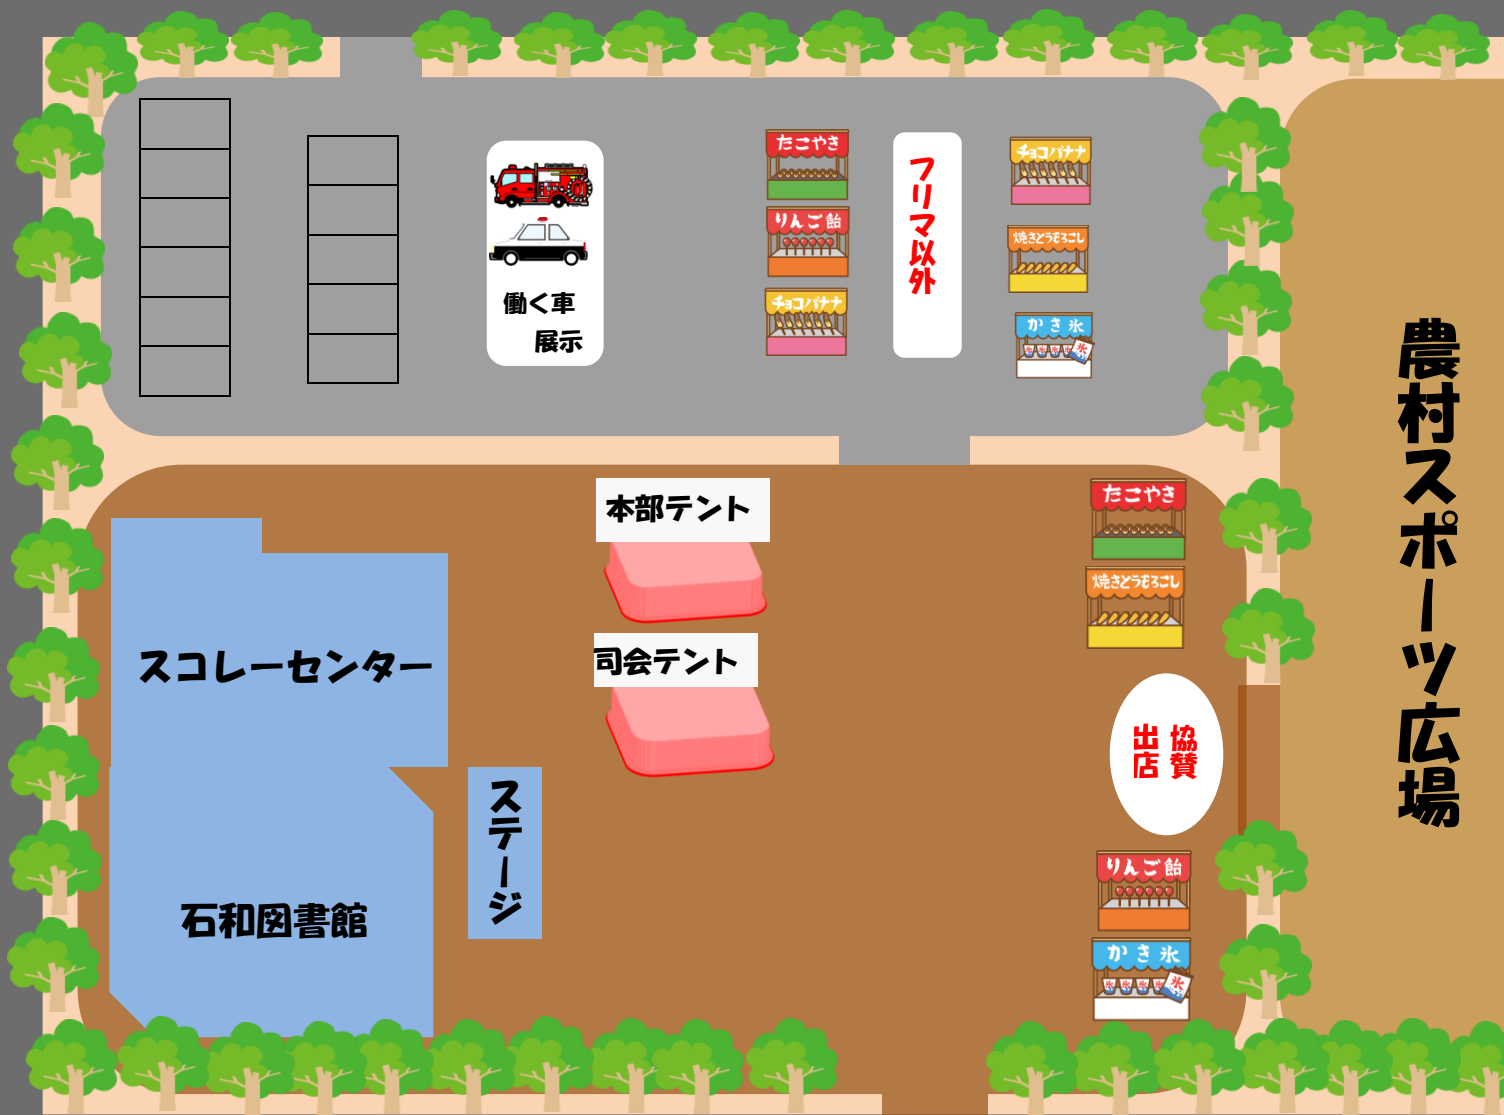 たこやき
りんご飴
チョコバナナ
フリマ以外
チョコバナナ
焼きとうもろこし
かき氷
氷
働く車
展示
農村スポーツ広場
本部テント
司会テント
スコレーセンター
ステージ
石和図書館
たこやき
焼きとうもろこし
協賛
出店
りんご飴
かき氷
氷